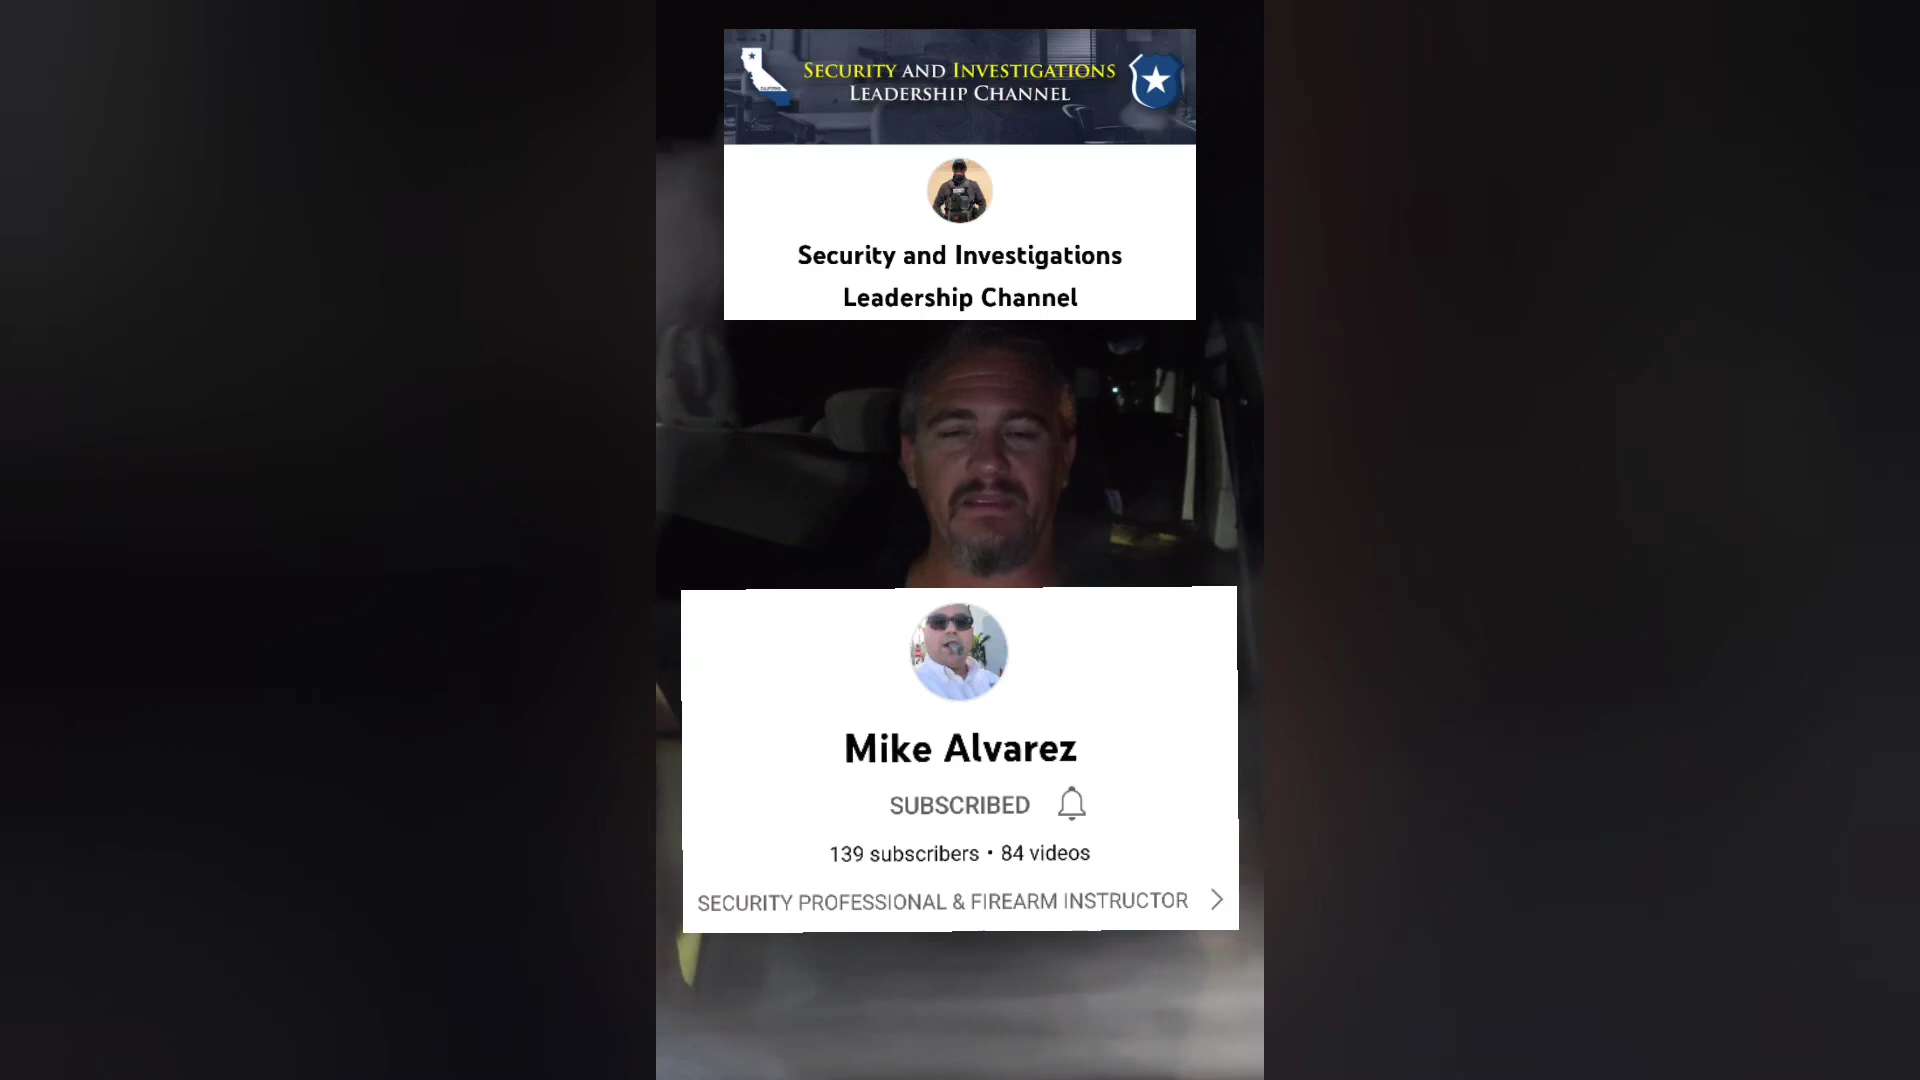 SECURITY AND INVESTIGATIONS
LEADERSHIP CHANNEL
Security and Investigations
Leadership Channel
Mike Alvarez
SUBSCRIBED
139 subscribers • 84 videos
SECURITY PROFESSIONAL & FIREARM INSTRUCTOR